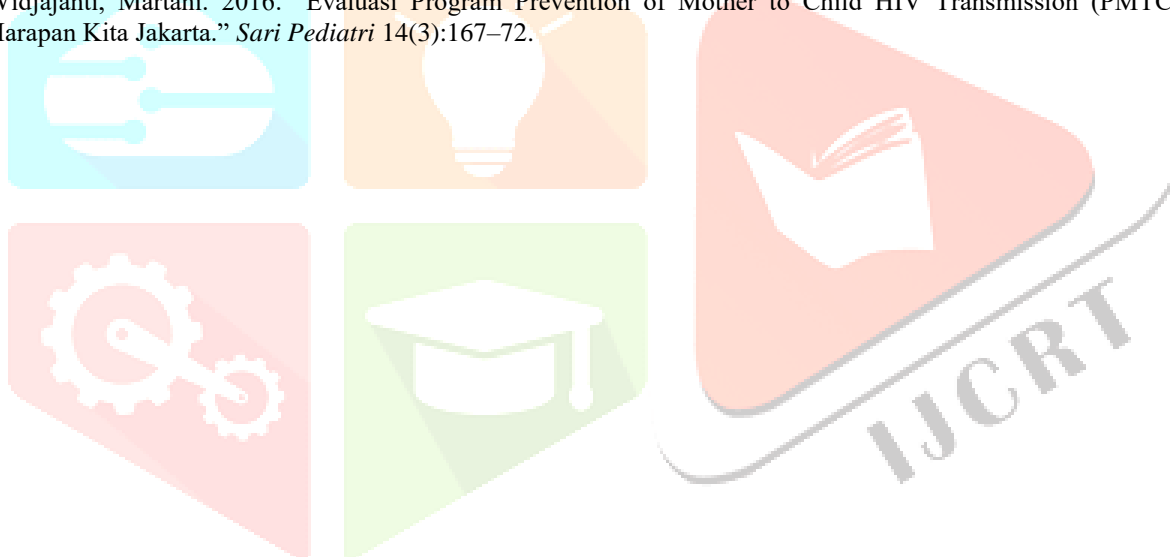 Widjajanti, Martani. 2016. “Evaluasi Program Prevention of Mother to Child HIV Transmission (PMTC
Harapan Kita Jakarta.” Sari Pediatri 14(3):167–72.
IJCRT